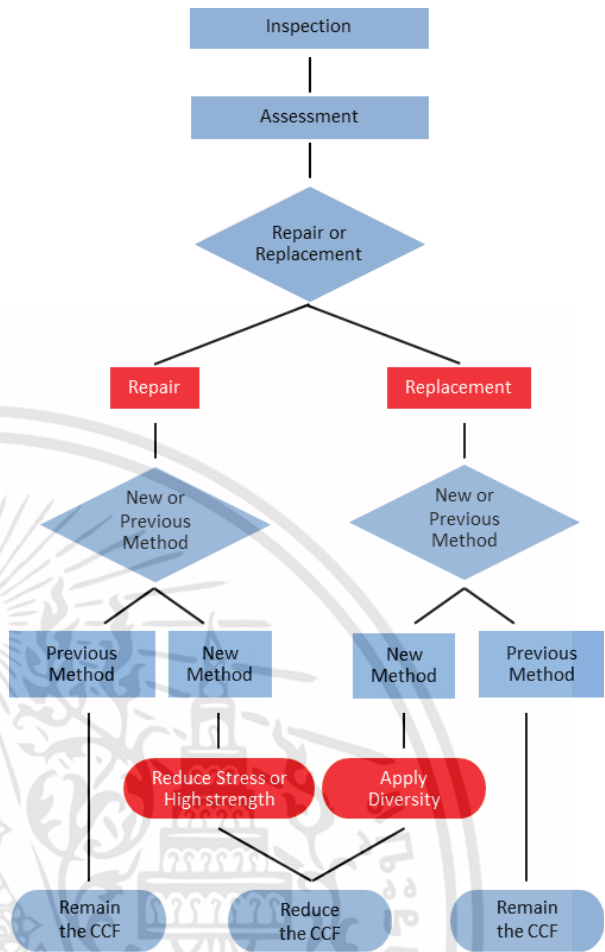 Inspection
Assessment
Repair or
Replacement
Repair
Replacement
New or
Previous
Method
New or
Previous
Method
Previous
Method
New
Method
New
Method
Previous
Method
Reduce Stress or
High strength
Apply
Diversity
Remain
the CCF
Reduce
the CCF
Remain
the CCF